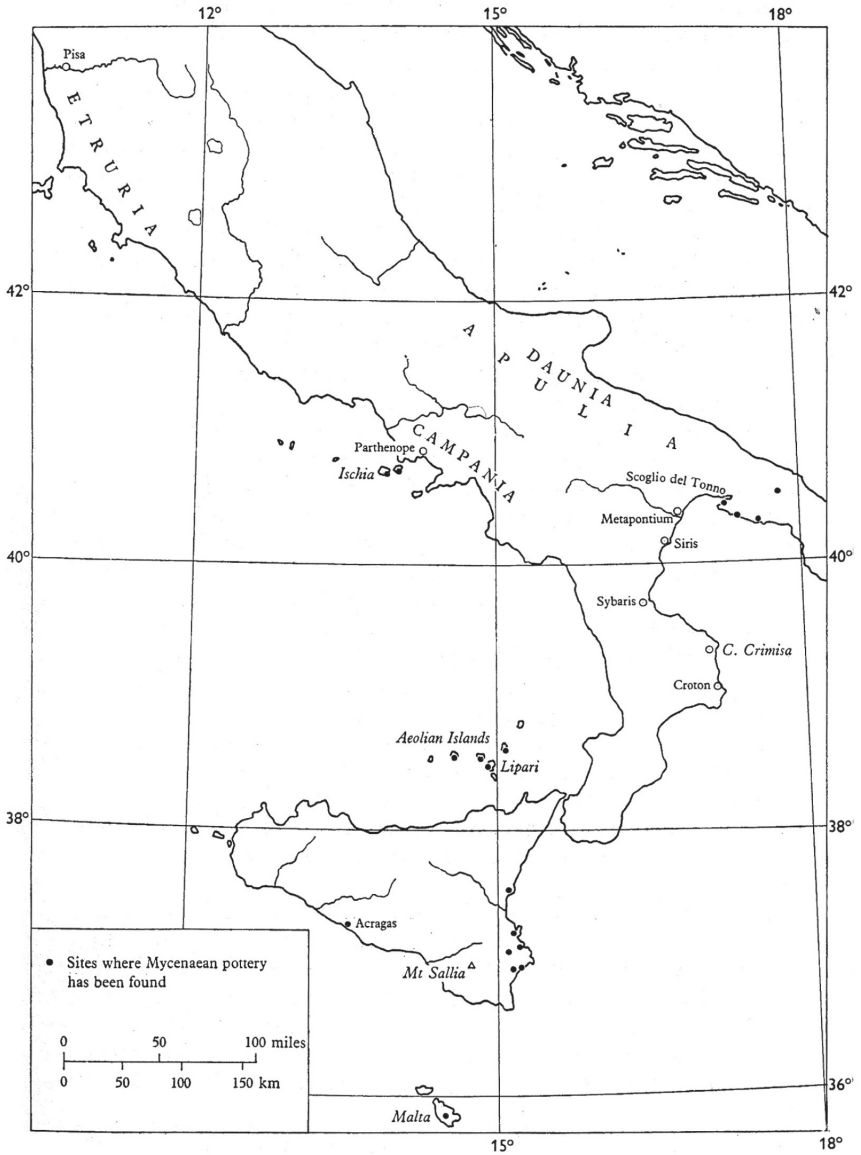 12°
15°
18°
Pisa
ETRURIA
42°
42°
APULIA
DAUNIA
CAMPANIA
Parthenope
Ischia
Scoglio del Tonno
Metapontium
Siris
40°
40°
Sybaris
C. Crimisa
Croton
Aeolian Islands
Lipari
38°
38°
Acragas
Mt Sallia
• Sites where Mycenaean pottery
has been found
0 50 100 miles
0 50 100 150 km
36°
Malta
15°
18°